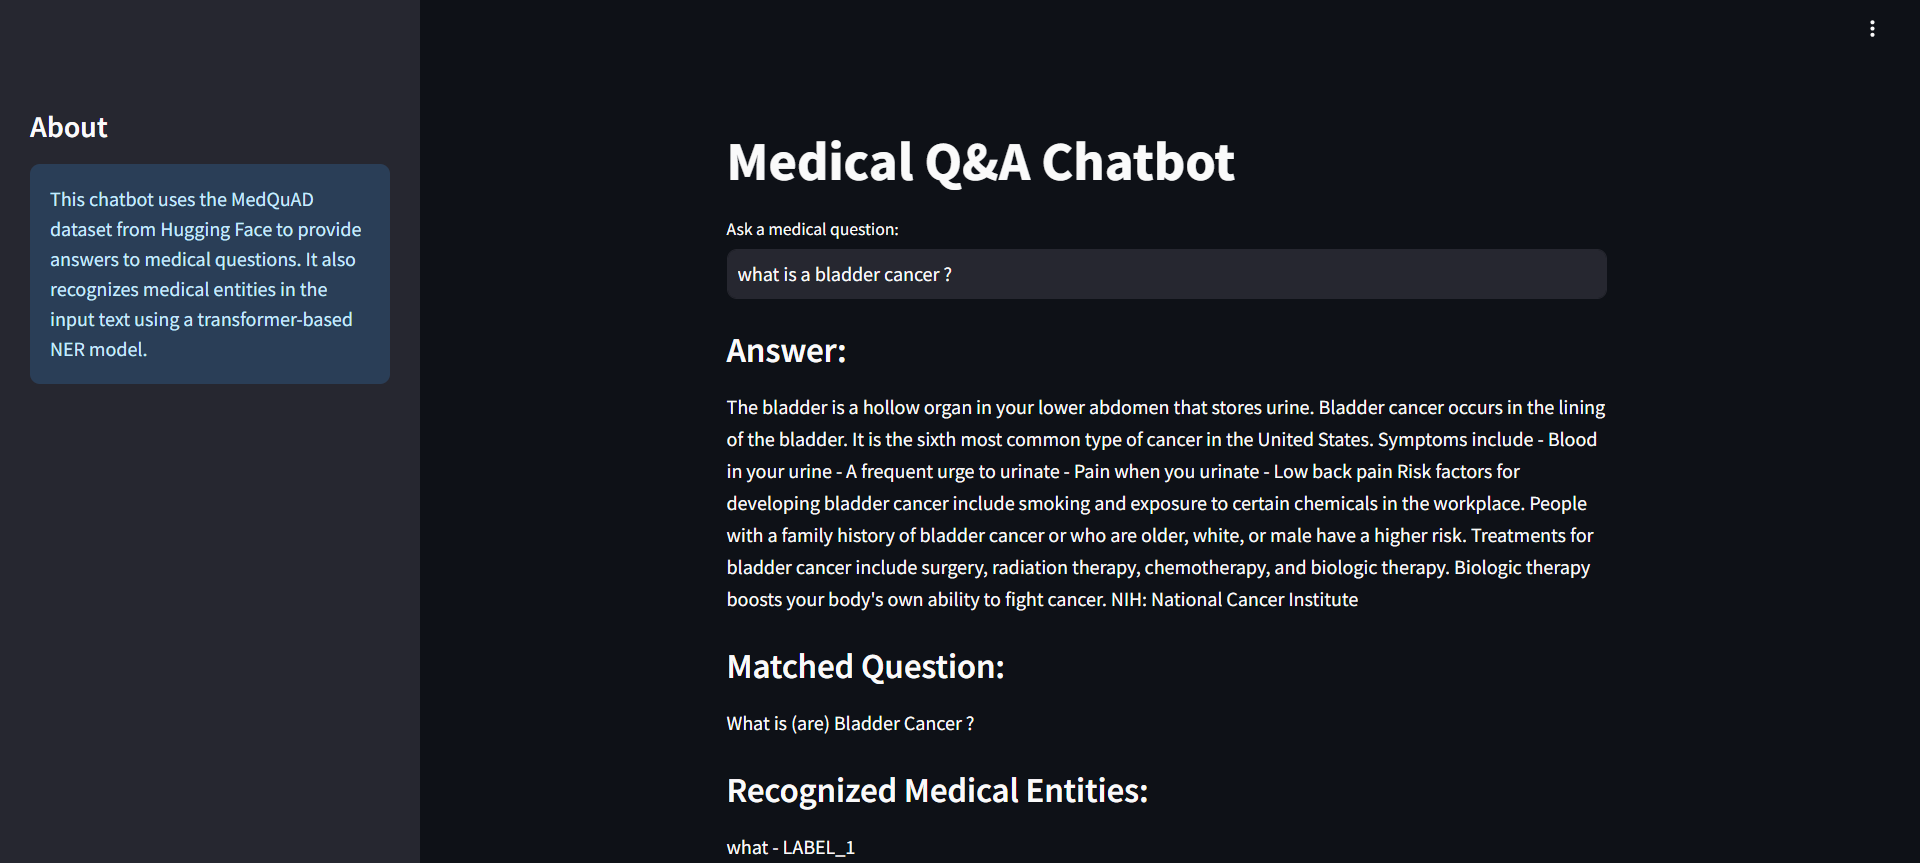 About
This chatbot uses the MedQuAD
dataset from Hugging Face to provide
answers to medical questions. It also
recognizes medical entities in the
input text using a transformer-based
NER model.
Medical Q&A Chatbot
Ask a medical question:
what is a bladder cancer ?
Answer:
The bladder is a hollow organ in your lower abdomen that stores urine. Bladder cancer occurs in the lining
of the bladder. It is the sixth most common type of cancer in the United States. Symptoms include - Blood
in your urine - A frequent urge to urinate - Pain when you urinate - Low back pain Risk factors for
developing bladder cancer include smoking and exposure to certain chemicals in the workplace. People
with a family history of bladder cancer or who are older, white, or male have a higher risk. Treatments for
bladder cancer include surgery, radiation therapy, chemotherapy, and biologic therapy. Biologic therapy
boosts your body's own ability to fight cancer. NIH: National Cancer Institute
Matched Question:
What is (are) Bladder Cancer ?
Recognized Medical Entities:
what - LABEL_1